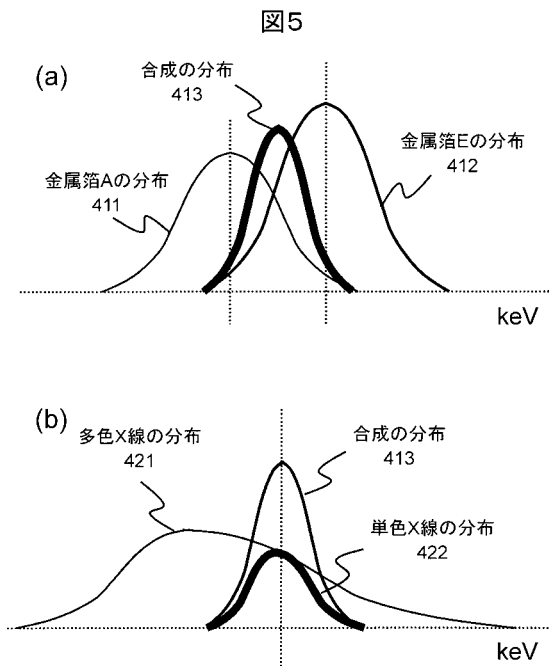 図5
(a)
合成の分布
413
金属箔Aの分布
411
金属箔Eの分布
412
keV
(b)
多色X線の分布
421
合成の分布
413
単色X線の分布
422
keV